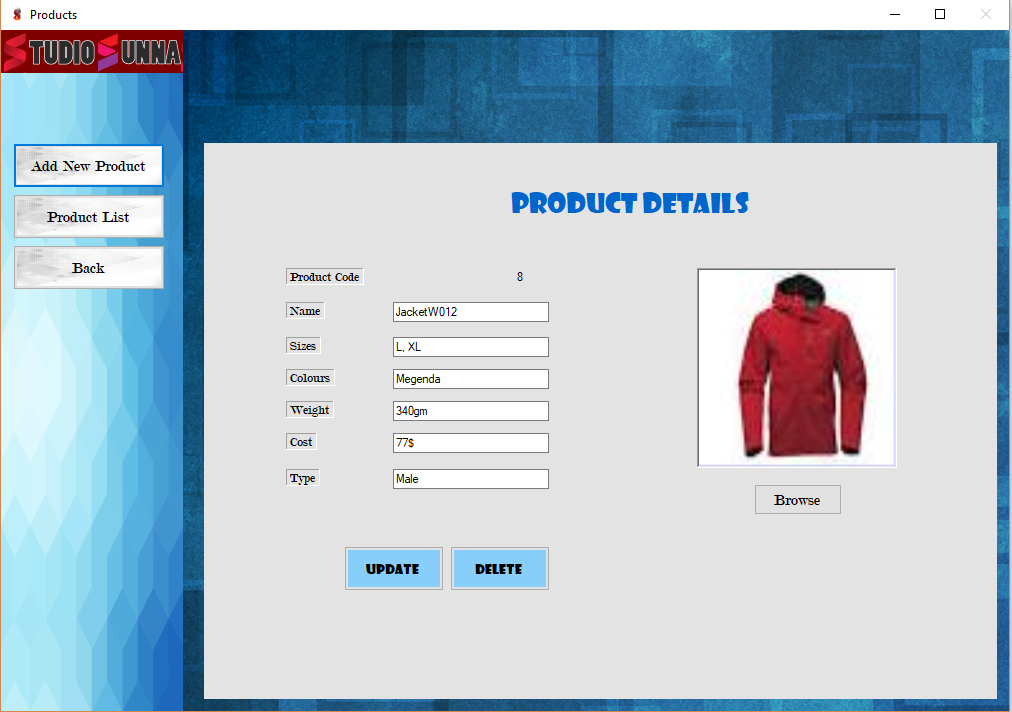 Products
STUDIO SUNNA
Add New Product
Product List
Back
PRODUCT DETAILS
Product Code 8
Name JacketW012
Sizes L, XL
Colours Megenda
Weight 340gm
Cost 77$
Type Male
Browse
UPDATE DELETE